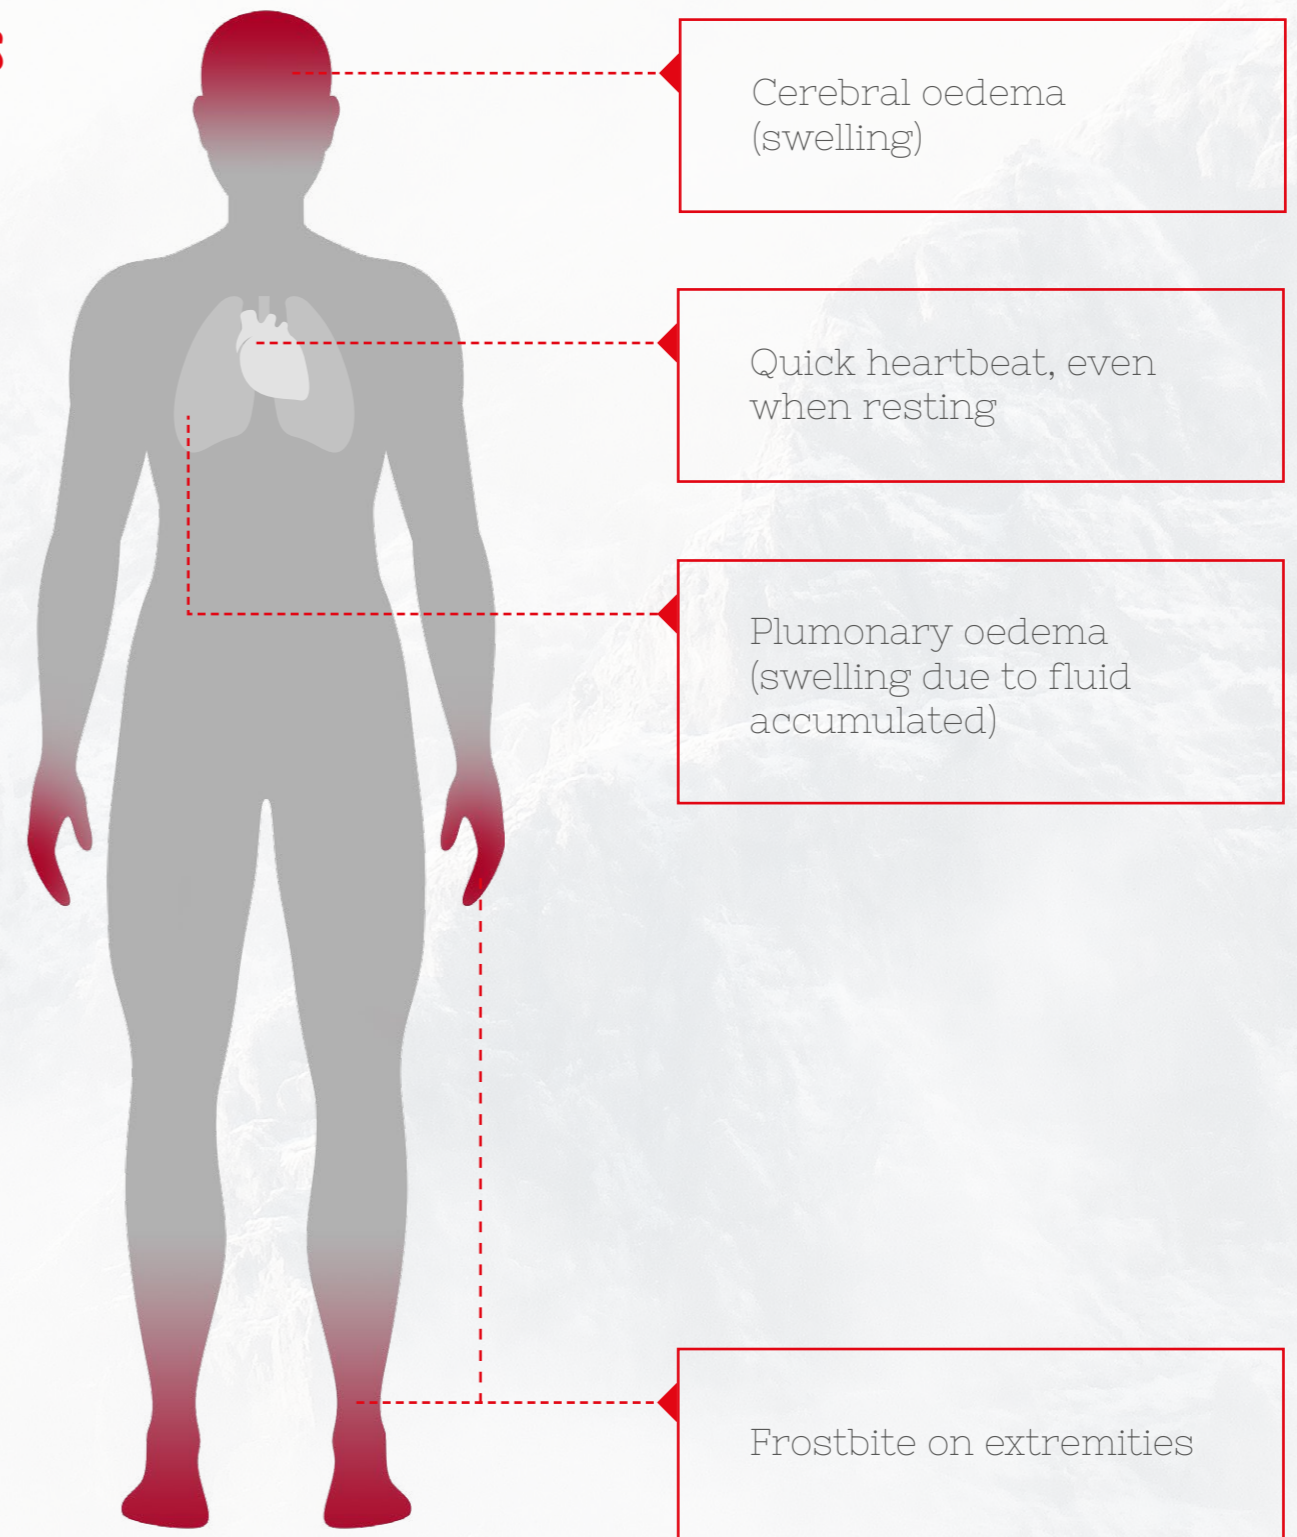 Cerebral oedema
(swelling)
Quick heartbeat, even
when resting
Plumonary oedema
(swelling due to fluid
accumulated)
Frostbite on extremities